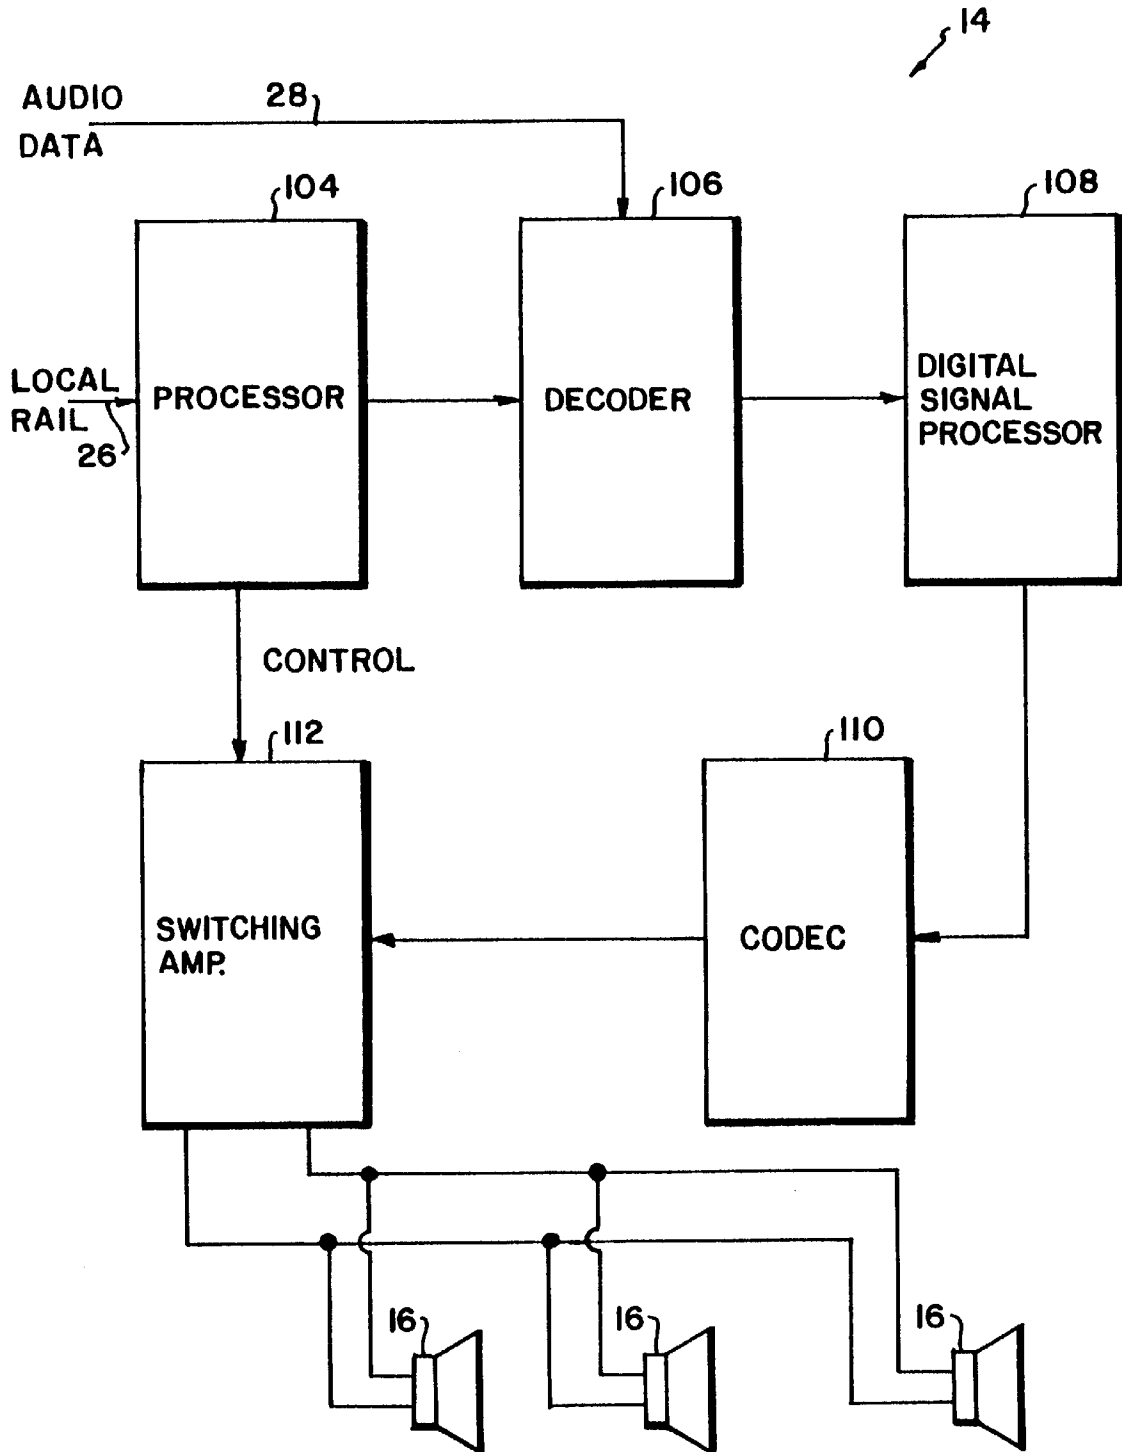 14
AUDIO
DATA
28
104
106
108
LOCAL
RAIL
26
PROCESSOR
DECODER
DIGITAL
SIGNAL
PROCESSOR
CONTROL
112
110
SWITCHING
AMP.
CODEC
16
16
16